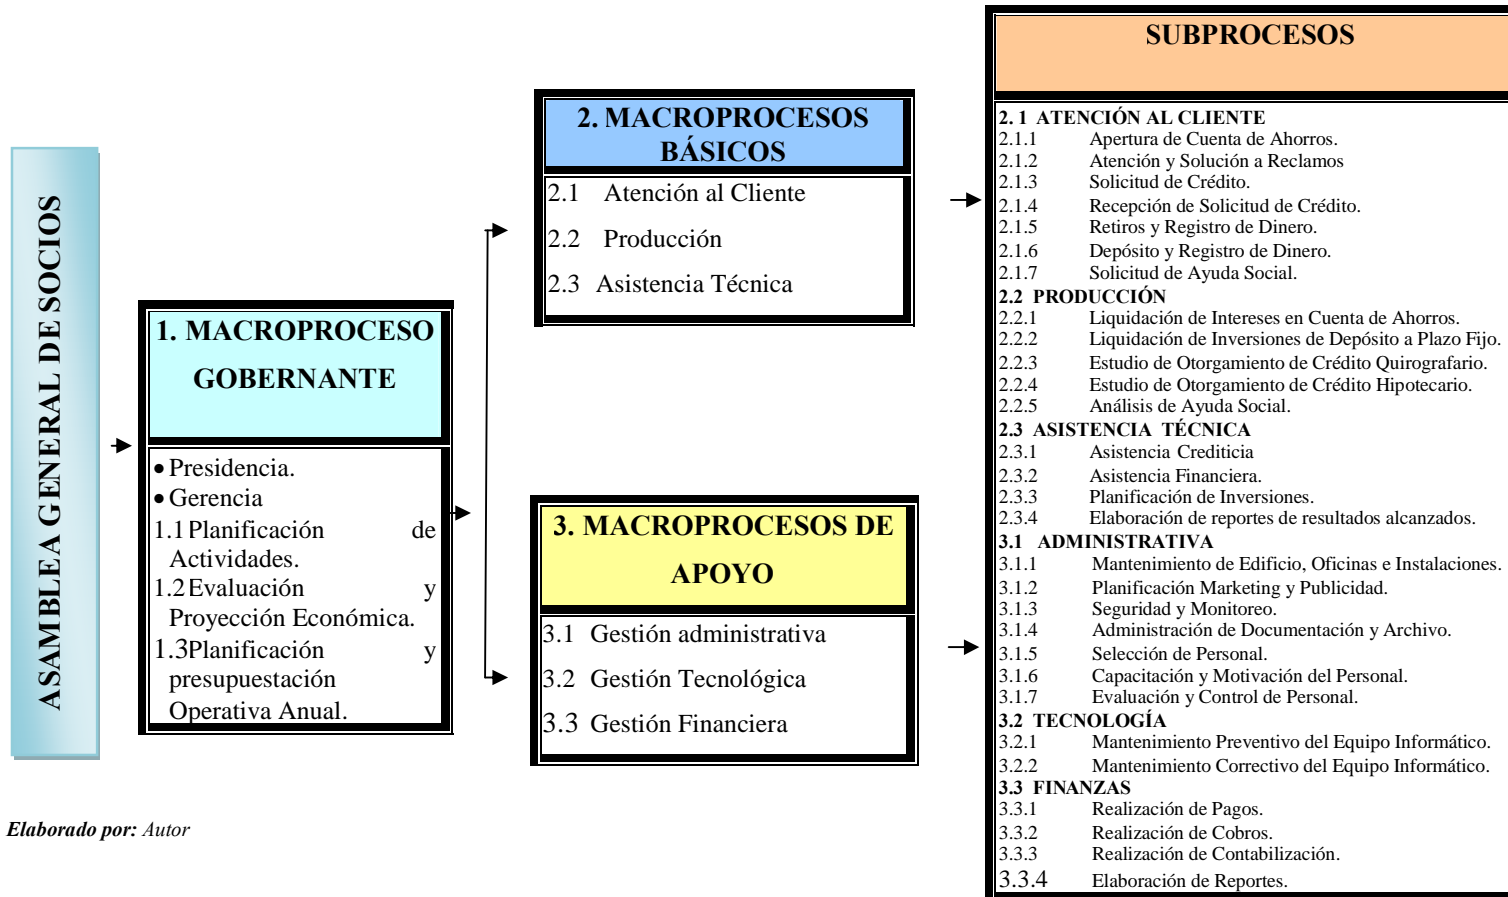 ASAMBLEA GENERAL DE SOCIOS
1. MACROPROCESO
GOBERNANTE
• Presidencia.
• Gerencia
1.1 Planificación de
Actividades.
1.2 Evaluación y
Proyección Económica.
1.3 Planificación y
presupuestación
Operativa Anual.
2. MACROPROCESOS
BÁSICOS
2.1 Atención al Cliente
2.2 Producción
2.3 Asistencia Técnica
3. MACROPROCESOS DE
APOYO
3.1 Gestión administrativa
3.2 Gestión Tecnológica
3.3 Gestión Financiera
SUBPROCESOS
2. 1 ATENCIÓN AL CLIENTE
2.1.1 Apertura de Cuenta de Ahorros.
2.1.2 Atención y Solución a Reclamos
2.1.3 Solicitud de Crédito.
2.1.4 Recepción de Solicitud de Crédito.
2.1.5 Retiros y Registro de Dinero.
2.1.6 Depósito y Registro de Dinero.
2.1.7 Solicitud de Ayuda Social.
2.2 PRODUCCIÓN
2.2.1 Liquidación de Intereses en Cuenta de Ahorros.
2.2.2 Liquidación de Inversiones de Depósito a Plazo Fijo.
2.2.3 Estudio de Otorgamiento de Crédito Quirografario.
2.2.4 Estudio de Otorgamiento de Crédito Hipotecario.
2.2.5 Análisis de Ayuda Social.
2.3 ASISTENCIA TÉCNICA
2.3.1 Asistencia Crediticia
2.3.2 Asistencia Financiera.
2.3.3 Planificación de Inversiones.
2.3.4 Elaboración de reportes de resultados alcanzados.
3.1 ADMINISTRATIVA
3.1.1 Mantenimiento de Edificio, Oficinas e Instalaciones.
3.1.2 Planificación Marketing y Publicidad.
3.1.3 Seguridad y Monitoreo.
3.1.4 Administración de Documentación y Archivo.
3.1.5 Selección de Personal.
3.1.6 Capacitación y Motivación del Personal.
3.1.7 Evaluación y Control de Personal.
3.2 TECNOLOGÍA
3.2.1 Mantenimiento Preventivo del Equipo Informático.
3.2.2 Mantenimiento Correctivo del Equipo Informático.
3.3 FINANZAS
3.3.1 Realización de Pagos.
3.3.2 Realización de Cobros.
3.3.3 Realización de Contabilización.
3.3.4 Elaboración de Reportes.
Elaborado por: Autor